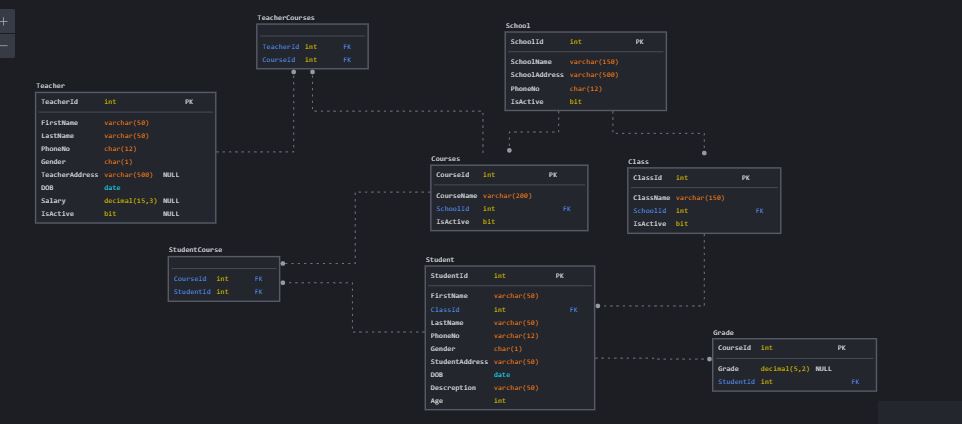 TeacherCourses
TeacherId int FK
CourseId int FK
School
SchoolId int PK
SchoolName varchar(150)
SchoolAddress varchar(500)
PhoneNo char(12)
IsActive bit
Teacher
TeacherId int PK
FirstName varchar(50)
LastName varchar(50)
PhoneNo char(12)
Gender char(1)
TeacherAddress varchar(500) NULL
DOB date
Salary decimal(15,3) NULL
IsActive bit NULL
Courses
CourseId int PK
CourseName varchar(200)
SchoolId int FK
IsActive bit
Class
ClassId int PK
ClassName varchar(150)
SchoolId int FK
IsActive bit
StudentCourse
CourseId int FK
StudentId int FK
Student
StudentId int PK
FirstName varchar(50)
ClassId int FK
LastName varchar(50)
PhoneNo varchar(12)
Gender char(1)
StudentAddress varchar(50)
DOB date
Descreption varchar(50)
Age int
Grade
CourseId int PK
Grade decimal(5,2) NULL
StudentId int FK